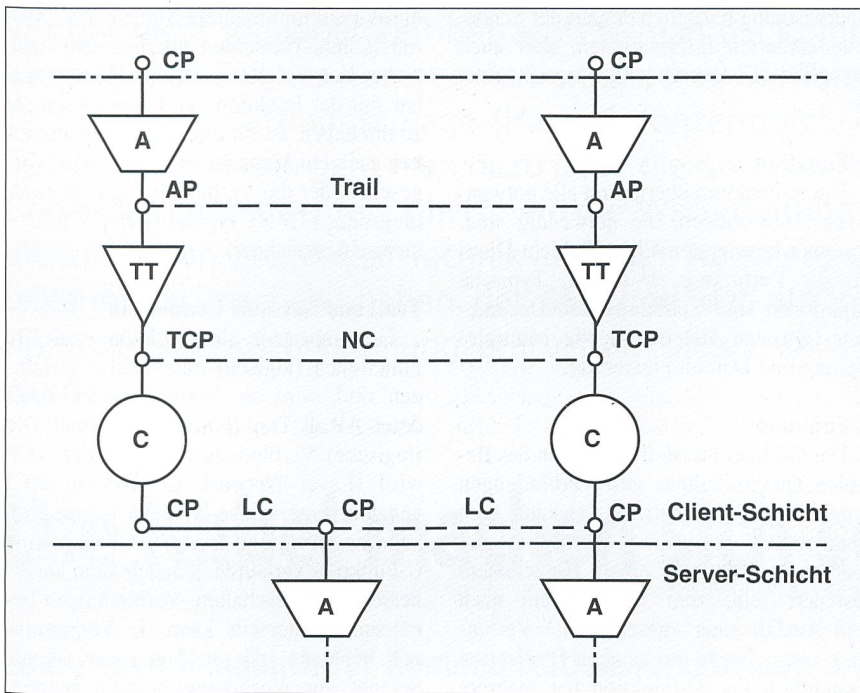 CP CP
A A
AP Trail AP
TT TT
TCP NC TCP
C C
CP LC CP LC CP Client-Schicht
Server-Schicht
A A